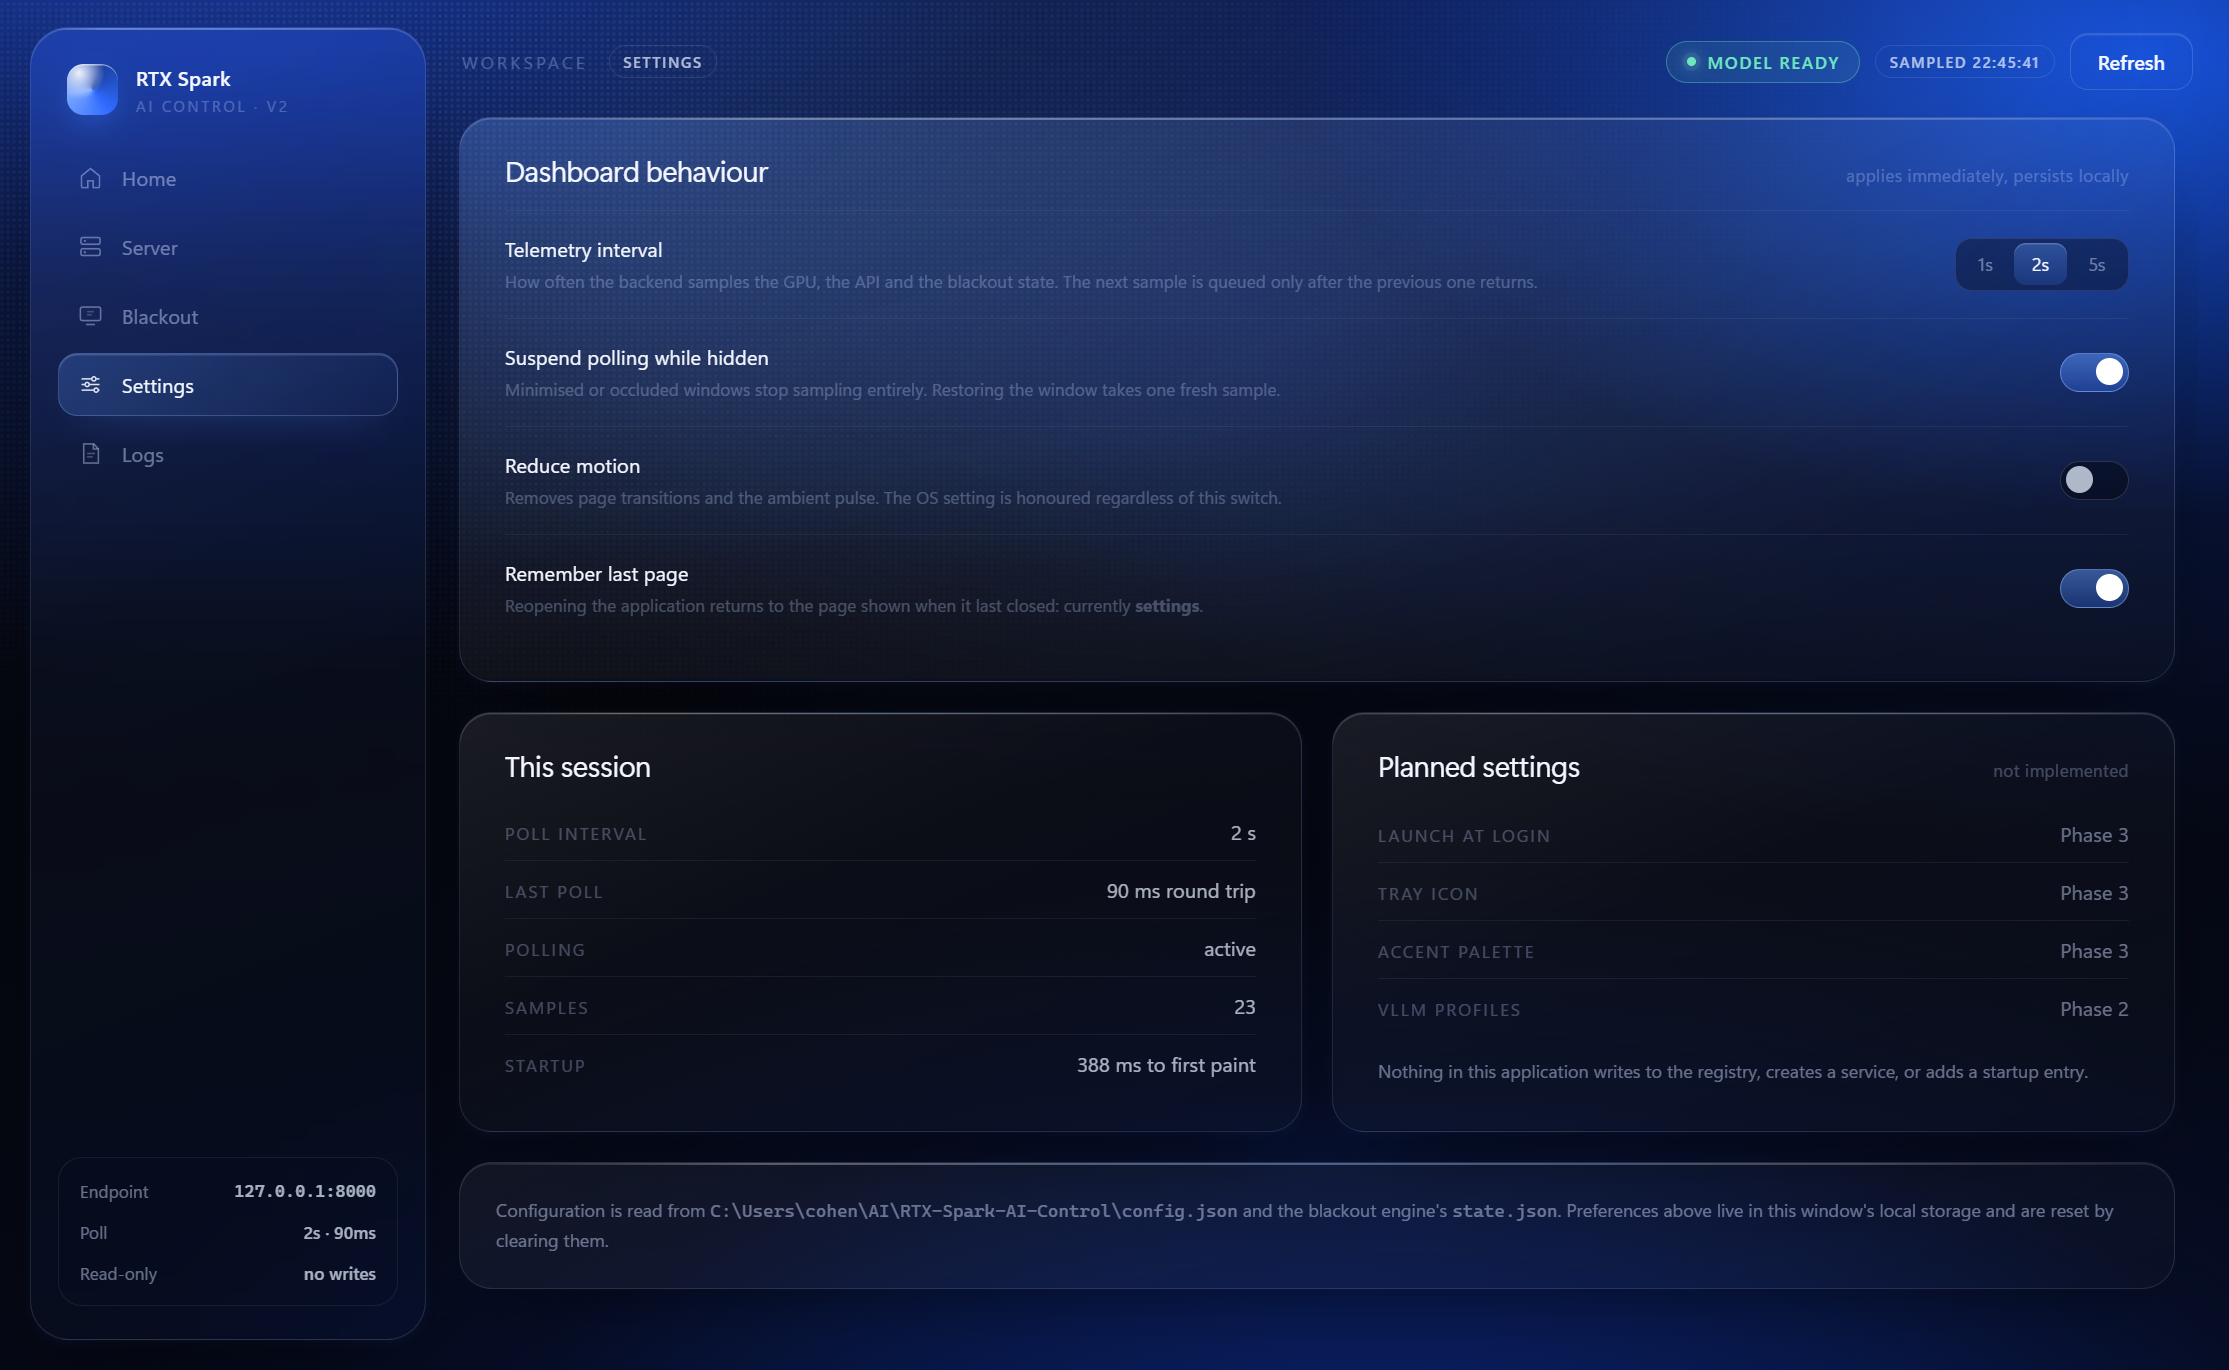 RTX Spark
AI CONTROL · V2
Home
Server
Blackout
Settings
Logs
Endpoint 127.0.0.1:8000
Poll 2s · 90ms
Read-only no writes
WORKSPACE SETTINGS
MODEL READY SAMPLED 22:45:41 Refresh
Dashboard behaviour applies immediately, persists locally
Telemetry interval
How often the backend samples the GPU, the API and the blackout state. The next sample is queued only after the previous one returns.
1s 2s 5s
Suspend polling while hidden
Minimised or occluded windows stop sampling entirely. Restoring the window takes one fresh sample.
Reduce motion
Removes page transitions and the ambient pulse. The OS setting is honoured regardless of this switch.
Remember last page
Reopening the application returns to the page shown when it last closed: currently settings.
This session
POLL INTERVAL 2 s
LAST POLL 90 ms round trip
POLLING active
SAMPLES 23
STARTUP 388 ms to first paint
Planned settings not implemented
LAUNCH AT LOGIN Phase 3
TRAY ICON Phase 3
ACCENT PALETTE Phase 3
VLLM PROFILES Phase 2
Nothing in this application writes to the registry, creates a service, or adds a startup entry.
Configuration is read from C:\Users\cohen\AI\RTX-Spark-AI-Control\config.json and the blackout engine's state.json. Preferences above live in this window's local storage and are reset by
clearing them.